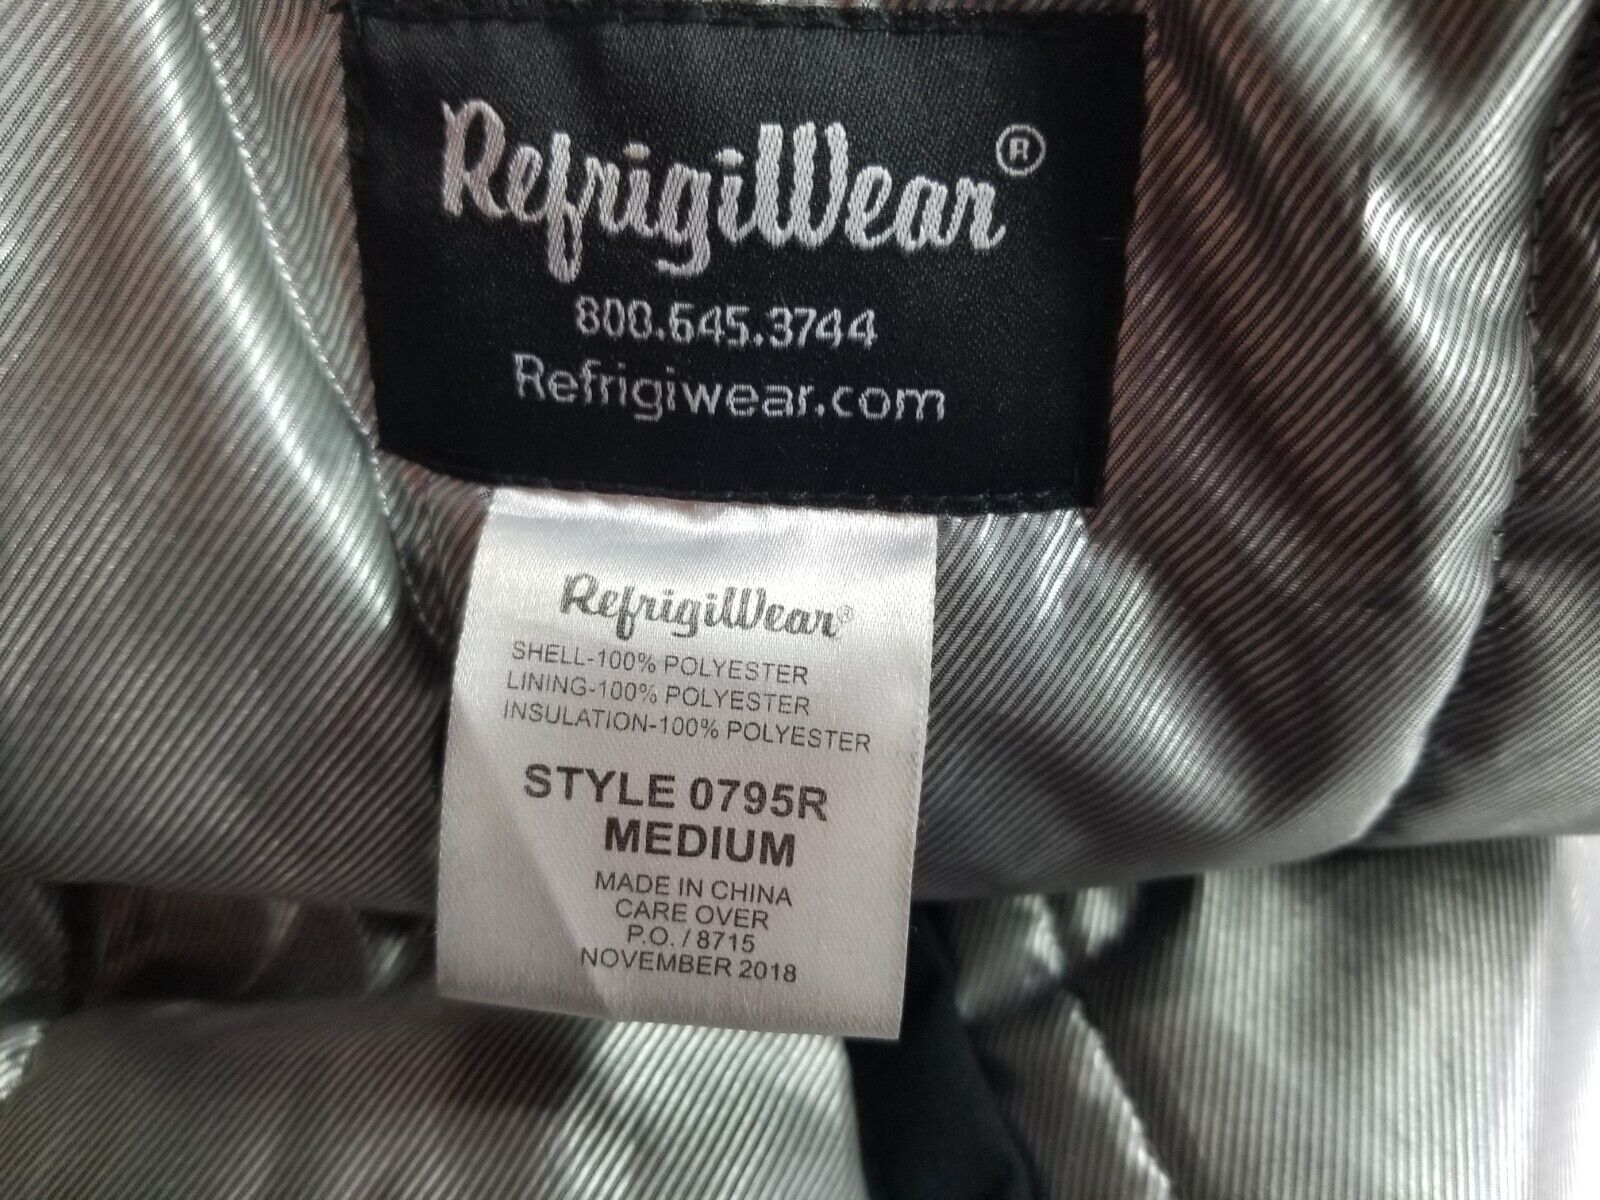 RefrigiWear®
800.645.3744
Refrigiwear.com
RefrigiWear®
SHELL-100% POLYESTER
LINING-100% POLYESTER
INSULATION-100% POLYESTER
STYLE 0795R
MEDIUM
MADE IN CHINA
CARE OVER
P.O. / 8715
NOVEMBER 2018